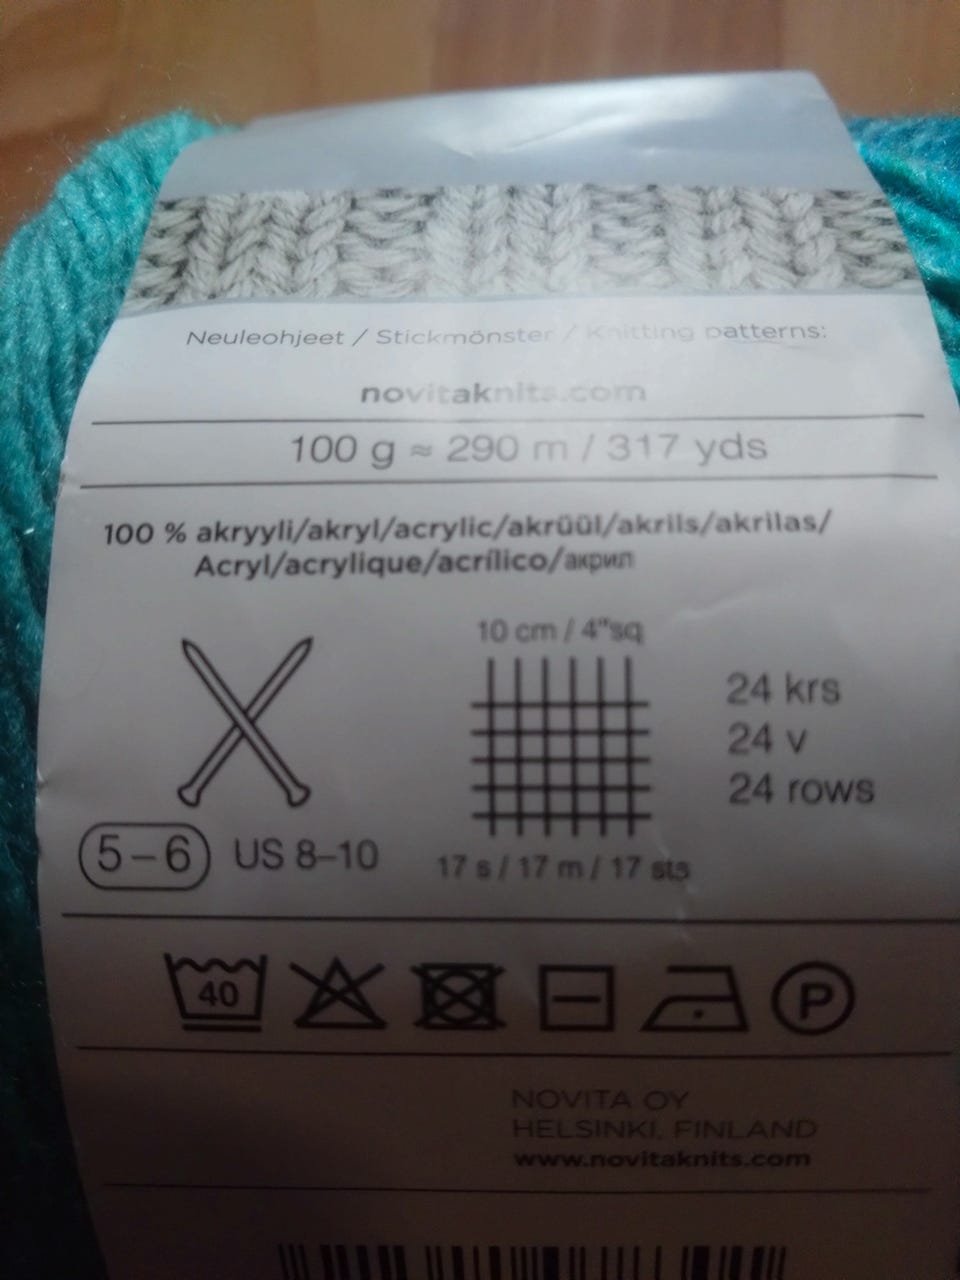 Neuleohjeet / Stickmönster / Knitting patterns:
novitaknits.com
100 g ≈ 290 m / 317 yds
100 % akryyli/akryl/acrylic/akrüül/akrils/akrilas/
Acryl/acrylique/acrílico/акрил
10 cm / 4"sq
24 krs
24 v
24 rows
5–6 US 8–10
17 s / 17 m / 17 sts
40
P
NOVITA OY
HELSINKI, FINLAND
www.novitaknits.com